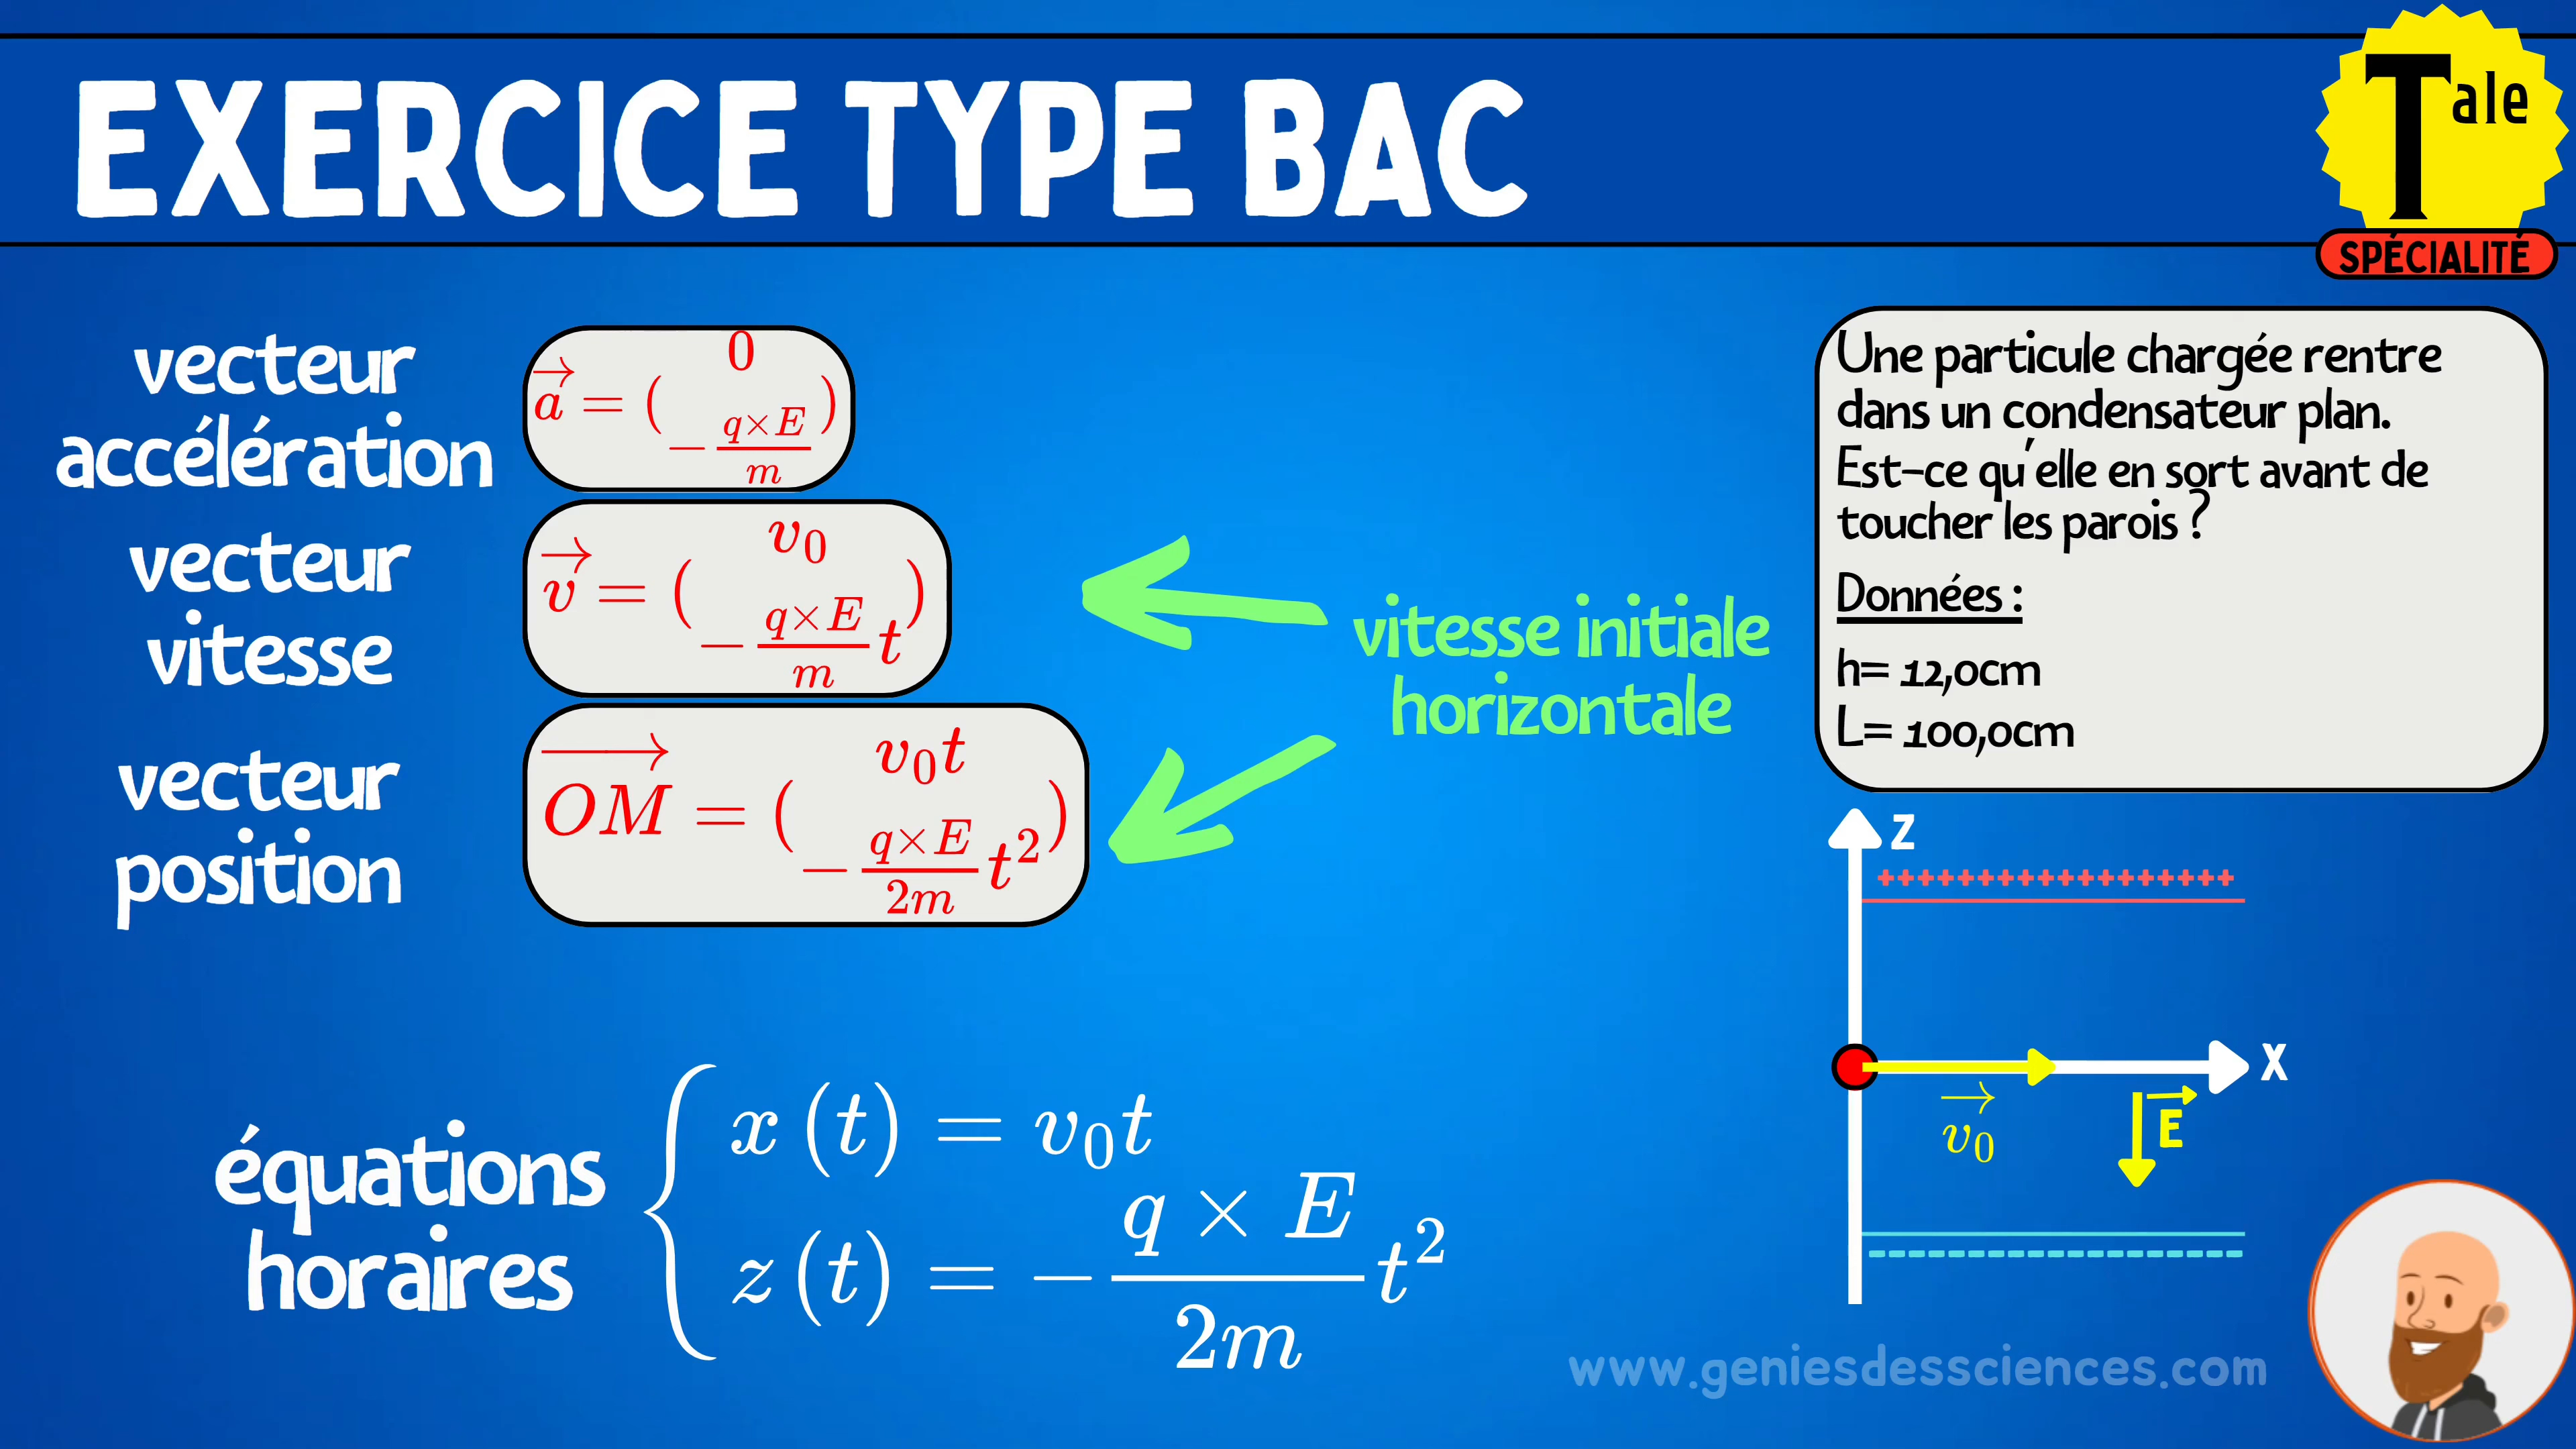 EXERCICE TYPE BAC
Tale
SPÉCIALITÉ
vecteur
accélération
a⃗ = ( 0
− q×E/m )
vecteur
vitesse
v⃗ = ( v₀
− q×E/m t )
vecteur
position
OM⃗ = ( v₀t
− q×E/2m t² )
vitesse initiale
horizontale
équations
horaires
x (t) = v₀t
z (t) = − q × E/2m t²
Une particule chargée rentre
dans un condensateur plan.
Est-ce qu'elle en sort avant de
toucher les parois ?
Données :
h= 12,0cm
L= 100,0cm
z
++++++++++++++++++
x
v₀⃗
E⃗
-------------------
www.geniesdessciences.com